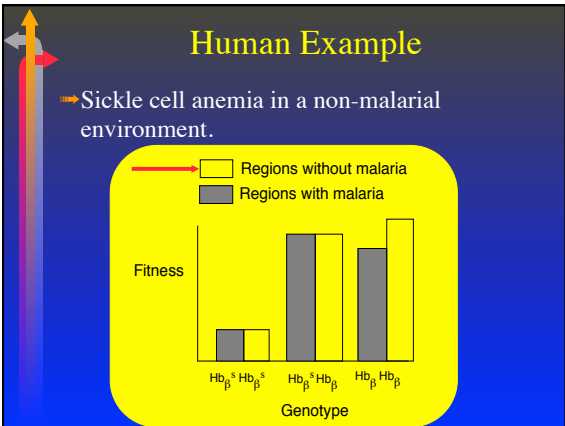 Human Example
Sickle cell anemia in a non-malarial
environment.
Regions without malaria
Regions with malaria
Fitness
Hbβˢ Hbβˢ Hbβˢ Hbβ Hbβ Hbβ
Genotype